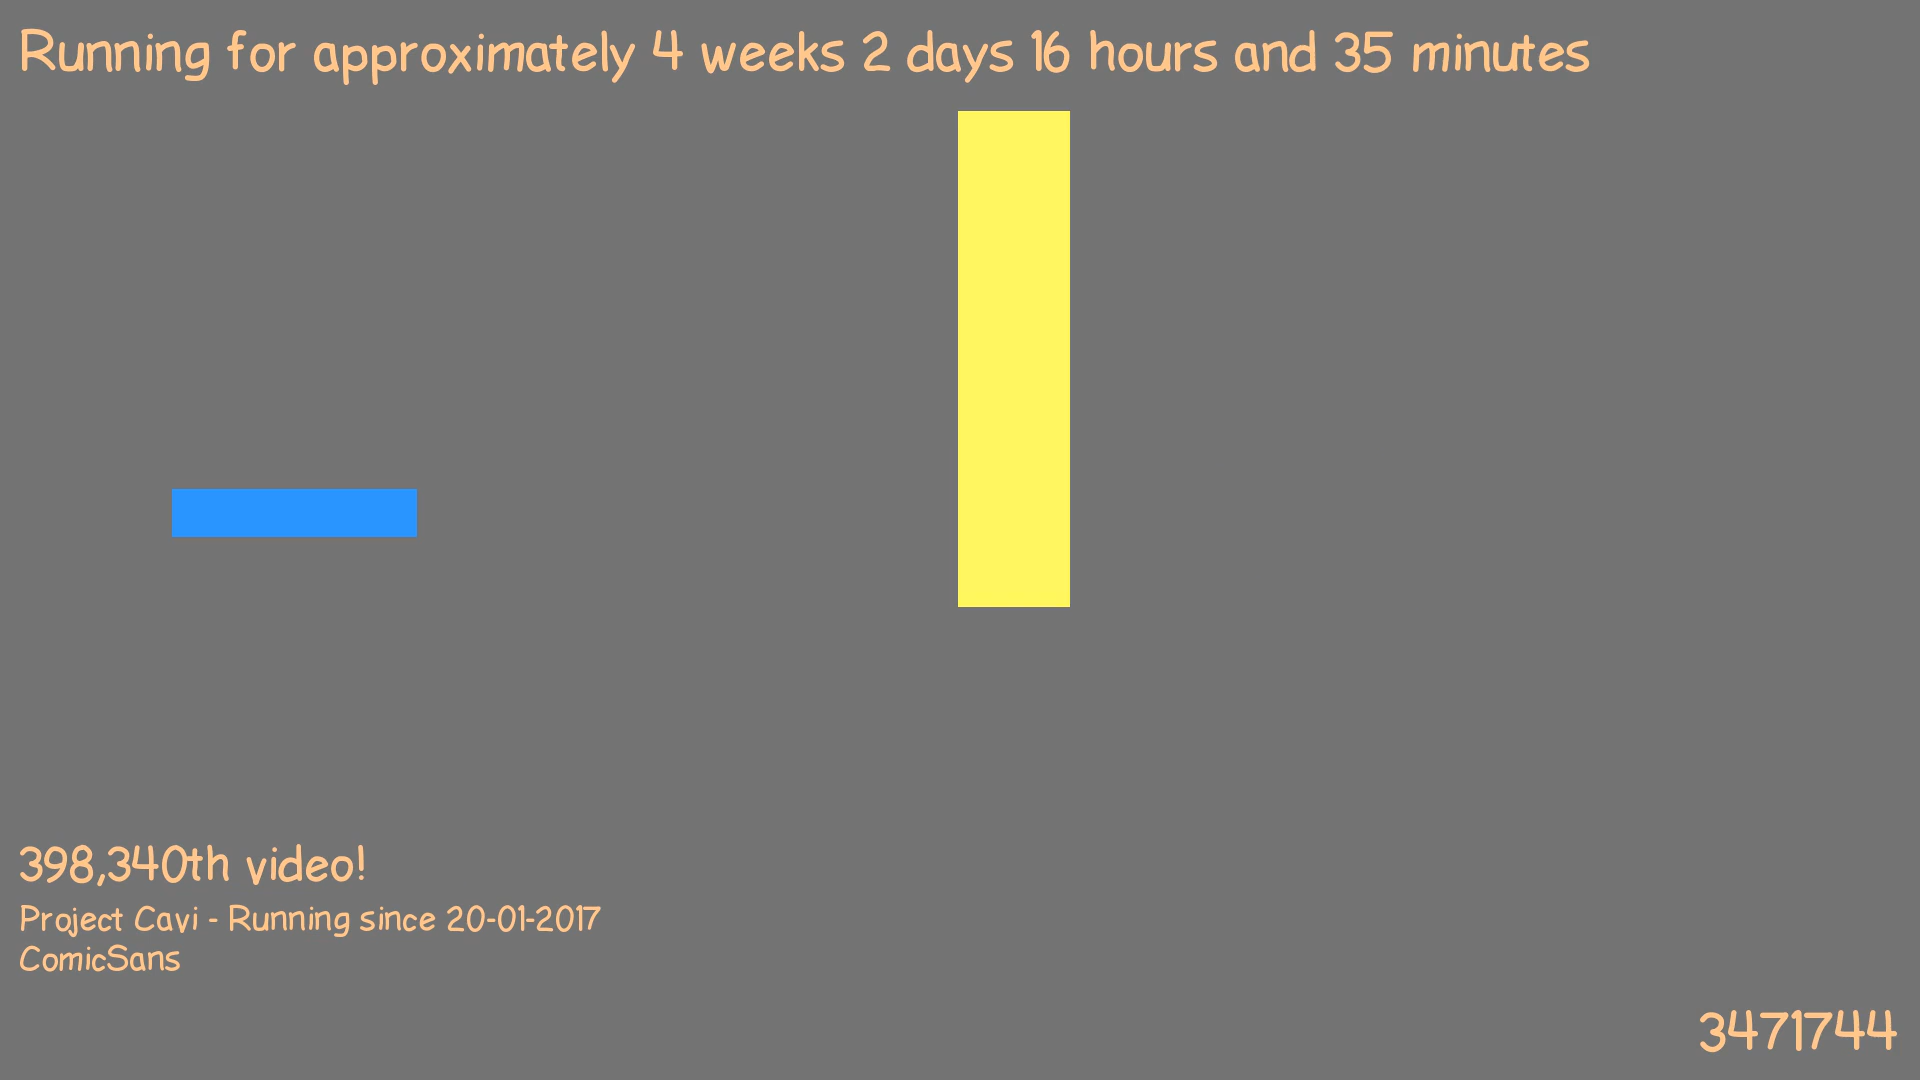 Running for approximately 4 weeks 2 days 16 hours and 35 minutes
398,340th video!
Project Cavi - Running since 20-01-2017
ComicSans
3471744